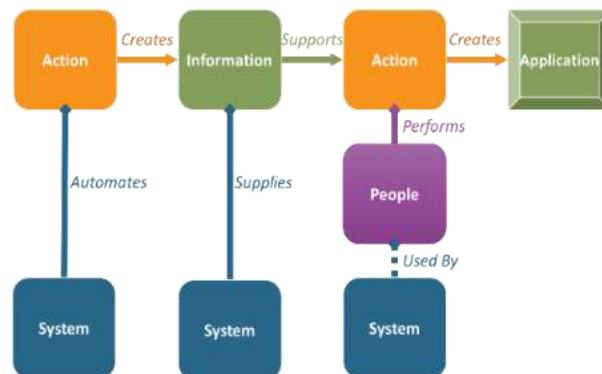 Creates
Supports
Creates
Action
Information
Action
Application
Performs
Automates
Supplies
People
Used By
System
System
System